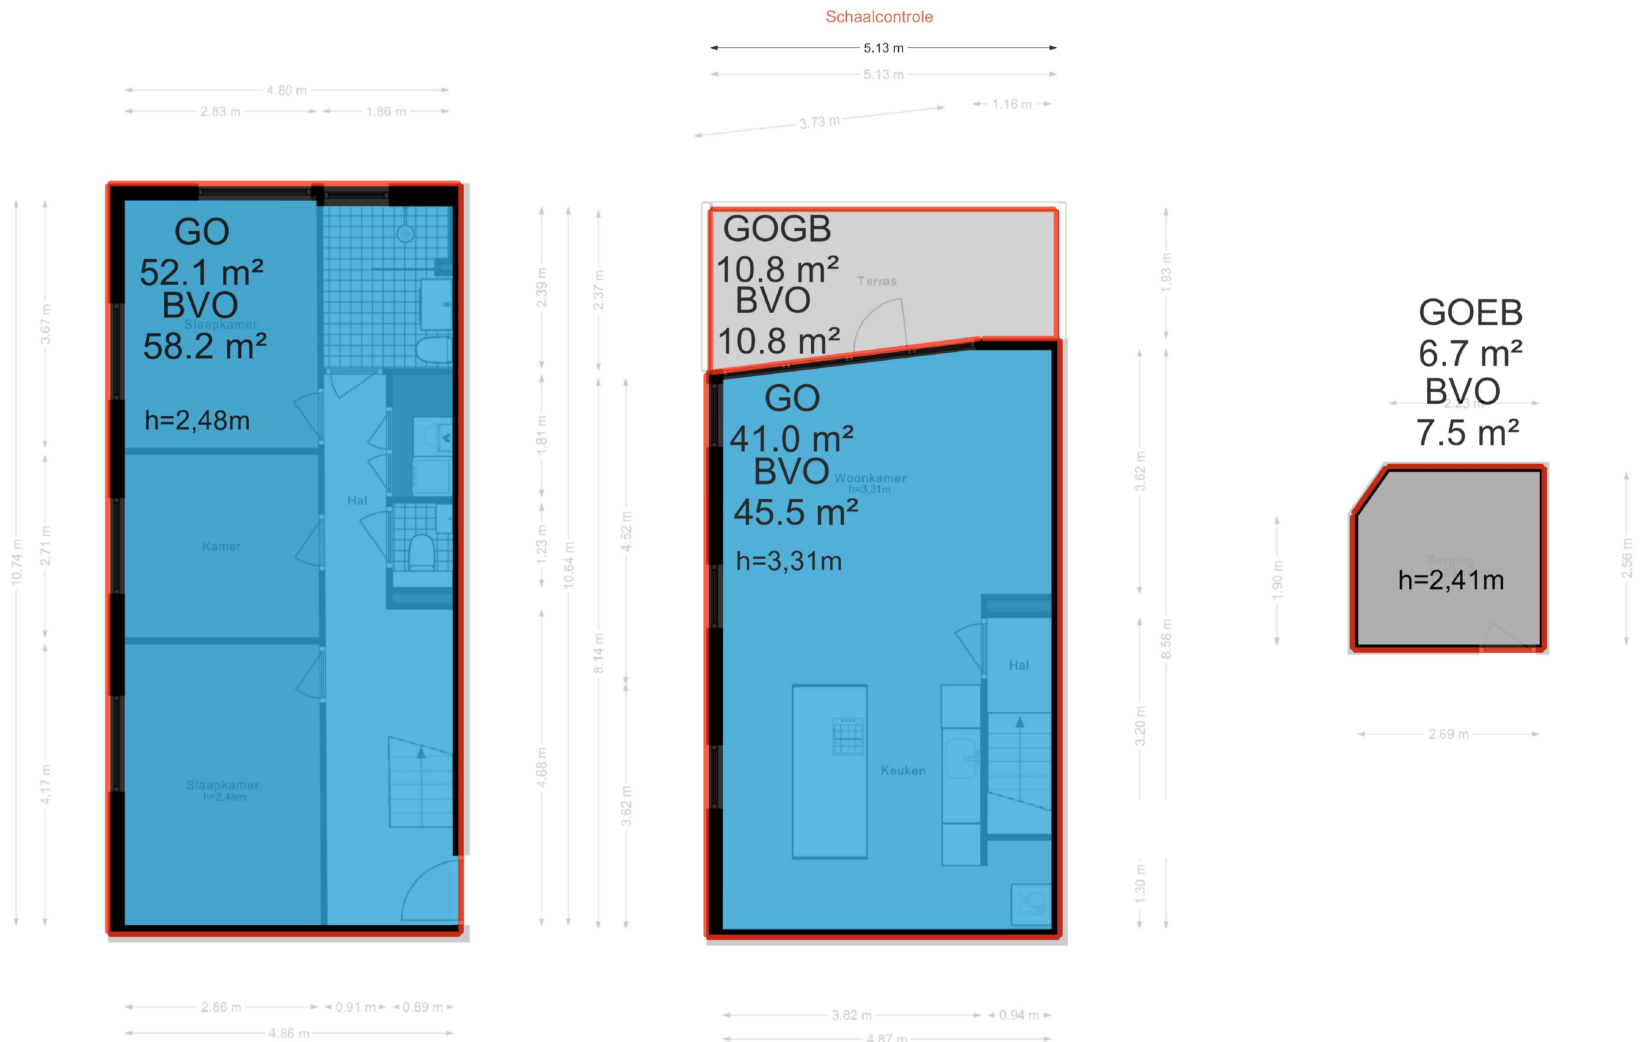 Schaalcontrole
5.13 m
5.13 m
4.80 m
2.83 m
1.86 m
3.73 m
1.16 m
GO
52.1 m²
BVO
58.2 m²
Slaapkamer
h=2,48m
Kamer
Hal
Slaapkamer
h=2,48m
10.74 m
3.67 m
2.71 m
4.17 m
2.86 m
0.91 m
0.89 m
4.86 m
2.39 m
1.81 m
1.23 m
4.68 m
10.64 m
2.37 m
8.14 m
4.52 m
3.62 m
GOGB
10.8 m²
BVO
10.8 m²
Terras
GO
41.0 m²
BVO
45.5 m²
Woonkamer
h=3,31m
h=3,31m
Hal
Keuken
3.82 m
0.94 m
4.87 m
1.93 m
3.62 m
8.58 m
3.20 m
1.30 m
GOEB
6.7 m²
BVO
2.23 m
7.5 m²
Berging
h=2,41m
1.90 m
2.56 m
2.69 m